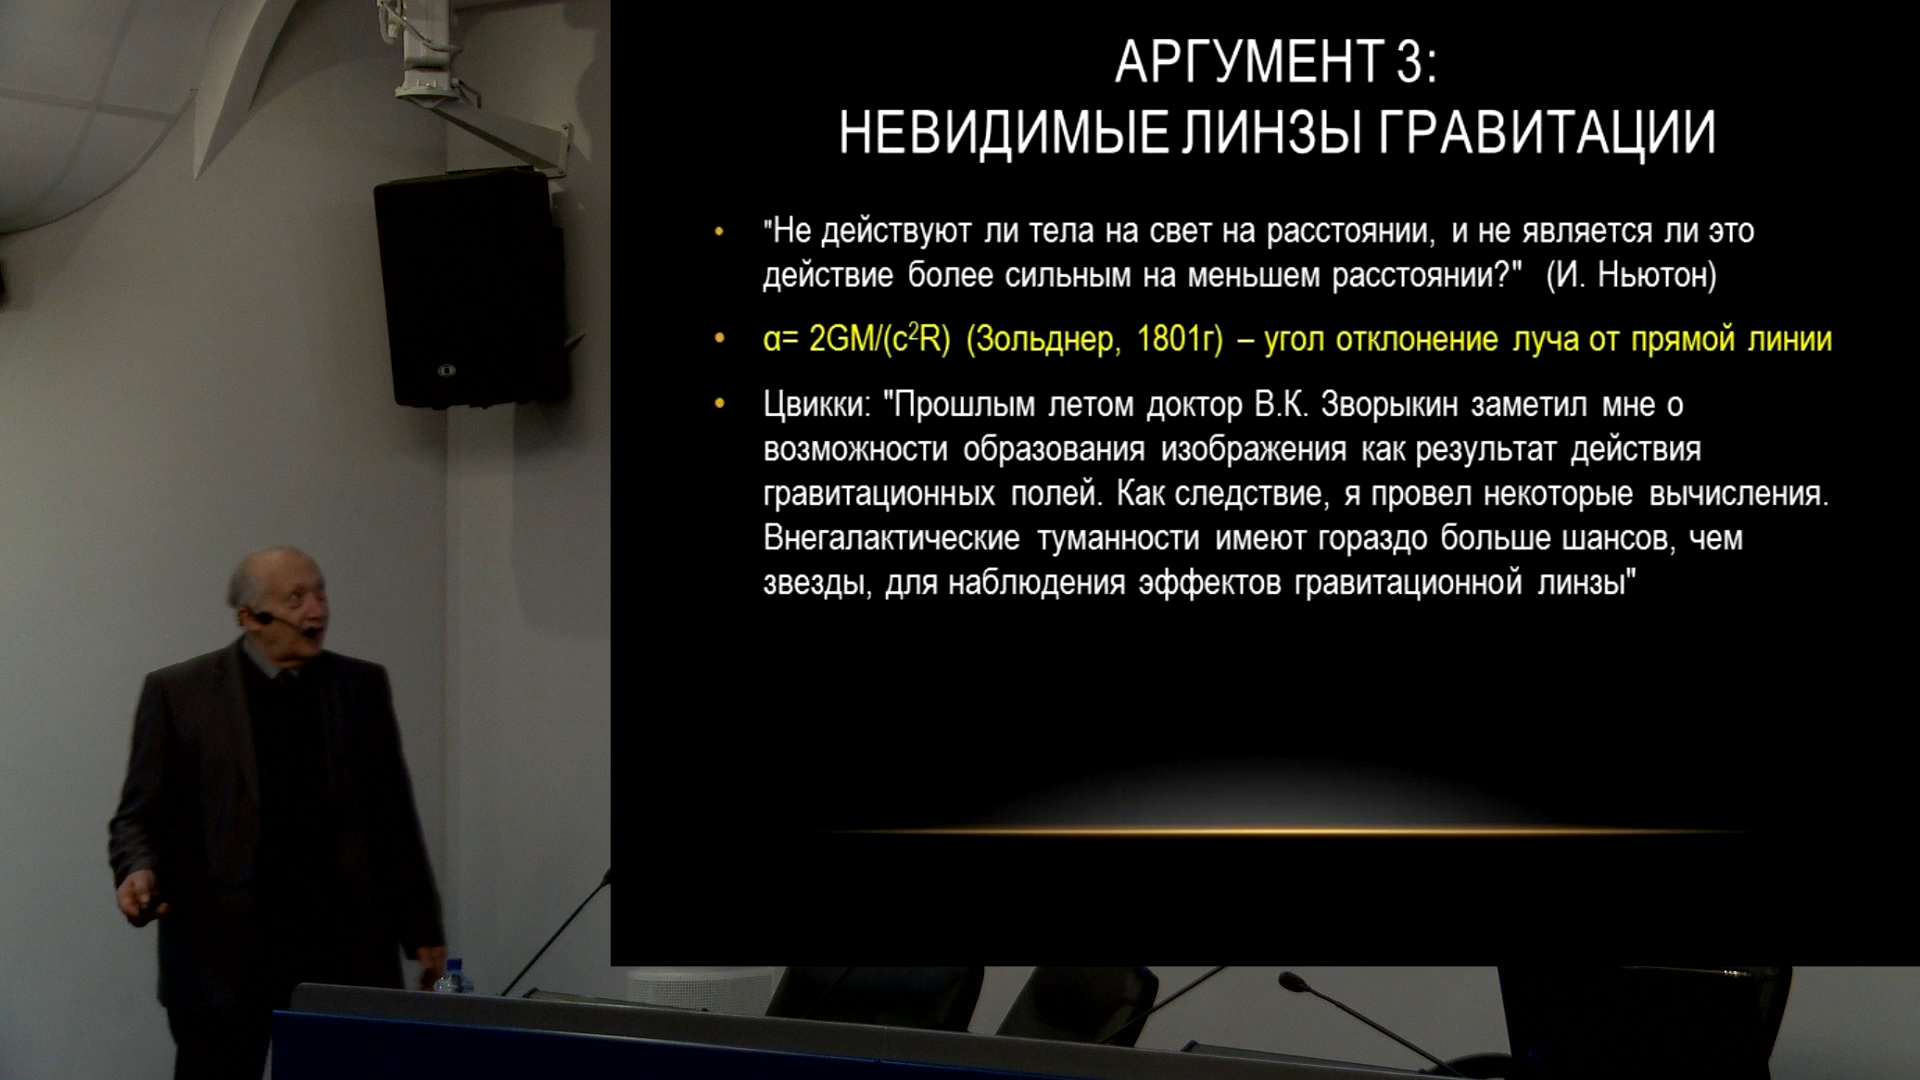 АРГУМЕНТ 3:
НЕВИДИМЫЕ ЛИНЗЫ ГРАВИТАЦИИ
• "Не действуют ли тела на свет на расстоянии, и не является ли это
действие более сильным на меньшем расстоянии?" (И. Ньютон)
• α= 2GM/(c²R) (Зольднер, 1801г) – угол отклонение луча от прямой линии
• Цвикки: "Прошлым летом доктор В.К. Зворыкин заметил мне о
возможности образования изображения как результат действия
гравитационных полей. Как следствие, я провел некоторые вычисления.
Внегалактические туманности имеют гораздо больше шансов, чем
звезды, для наблюдения эффектов гравитационной линзы"